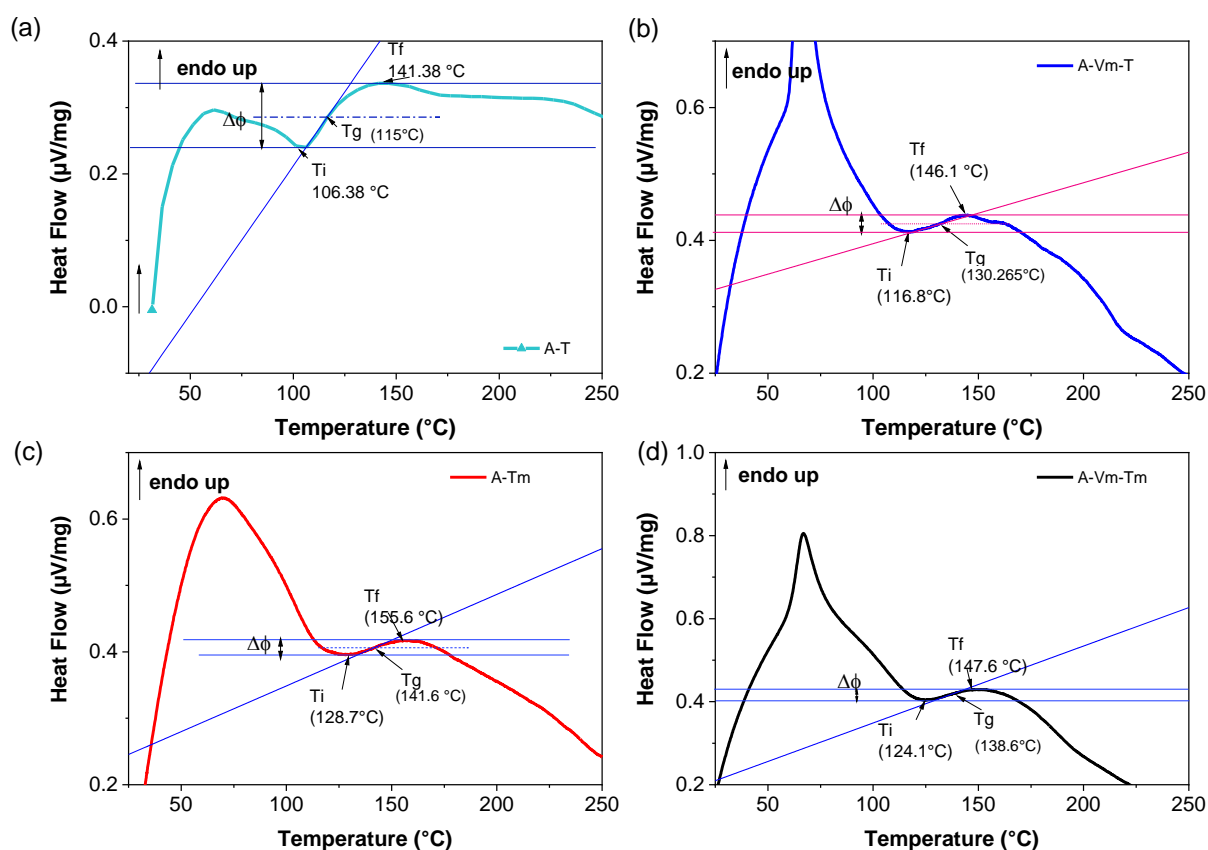 (a)
0.4
0.2
0.0
Heat Flow (µV/mg)
endo up
Tf
141.38 °C
Δϕ
Tg (115°C)
Ti
106.38 °C
A-T
50 100 150 200 250
Temperature (°C)
(b)
0.6
0.4
0.2
Heat Flow (µV/mg)
endo up
A-Vm-T
Tf
(146.1 °C)
Δϕ
Ti
(116.8°C)
Tg
(130.265°C)
50 100 150 200 250
Temperature (°C)
(c)
0.6
0.4
0.2
Heat Flow (µV/mg)
endo up
A-Tm
Tf
(155.6 °C)
Δϕ
Ti
(128.7°C)
Tg
(141.6 °C)
50 100 150 200 250
Temperature (°C)
(d)
1.0
0.8
0.6
0.4
0.2
Heat Flow (µV/mg)
endo up
A-Vm-Tm
Tf
(147.6 °C)
Δϕ
Ti
(124.1°C)
Tg
(138.6°C)
50 100 150 200 250
Temperature (°C)